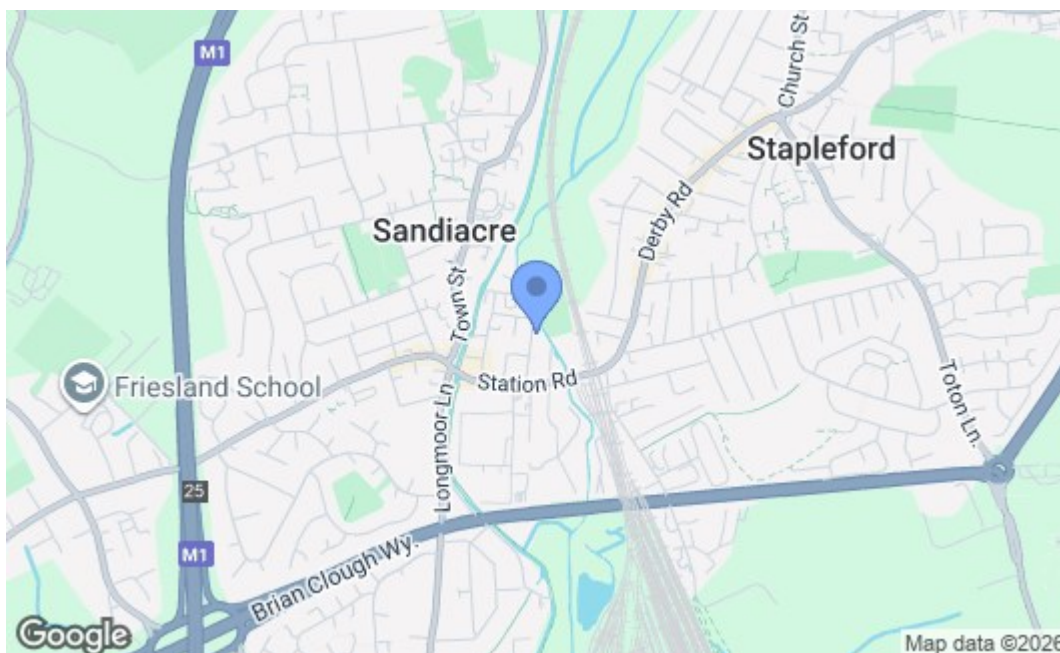 M1
Church St
Stapleford
Derby Rd
Sandiacre
Town St
Friesland School
Station Rd
Longmoor Ln
Toton Ln.
25
M1
Brian Clough Wy.
Google
Map data ©2026